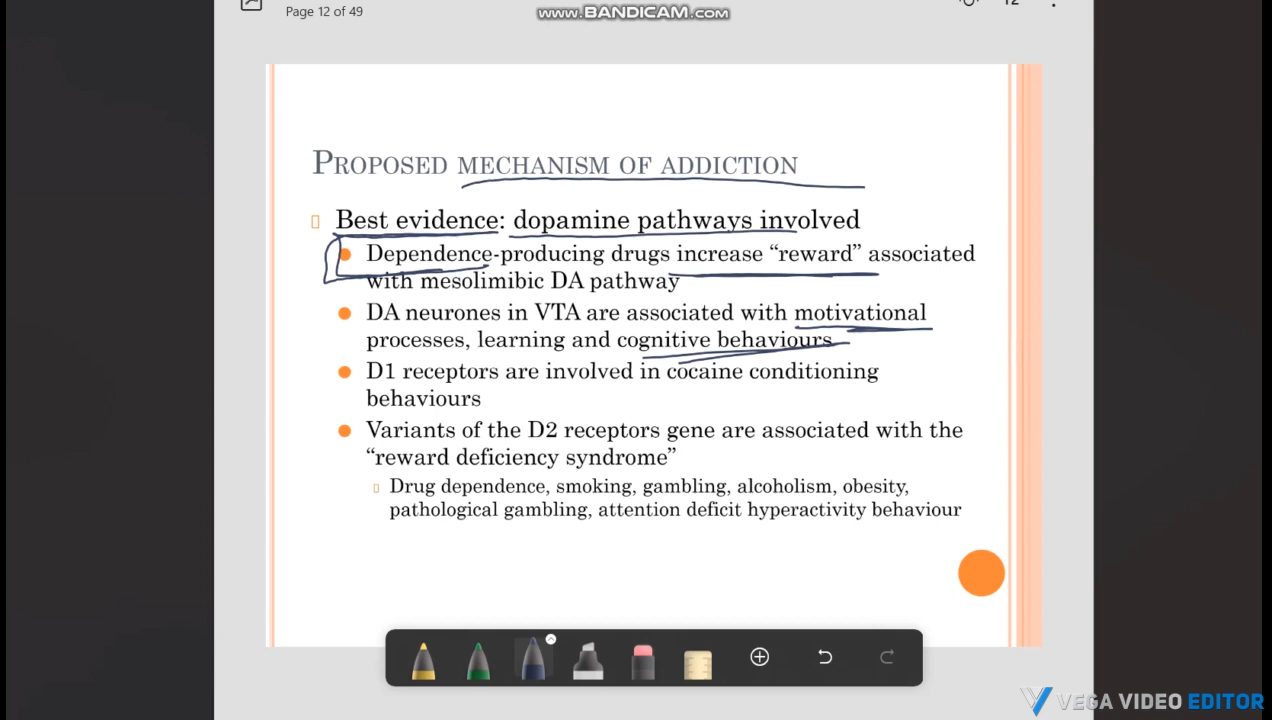 Page 12 of 49
www.BANDICAM.com
12
PROPOSED MECHANISM OF ADDICTION
Best evidence: dopamine pathways involved
Dependence-producing drugs increase “reward” associated
with mesolimibic DA pathway
DA neurones in VTA are associated with motivational
processes, learning and cognitive behaviours
D1 receptors are involved in cocaine conditioning
behaviours
Variants of the D2 receptors gene are associated with the
“reward deficiency syndrome”
Drug dependence, smoking, gambling, alcoholism, obesity,
pathological gambling, attention deficit hyperactivity behaviour
VEGA VIDEO EDITOR